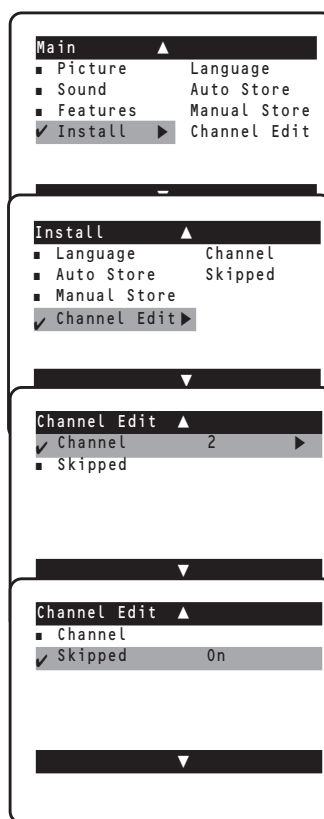 Main ▲
■ Picture Language
■ Sound Auto Store
■ Features Manual Store
✔ Install ▶ Channel Edit
Install ▲
■ Language Channel
■ Auto Store Skipped
■ Manual Store
✔ Channel Edit ▶
▼
Channel Edit ▲
✔ Channel 2 ▶
■ Skipped
▼
Channel Edit ▲
■ Channel
✔ Skipped On
▼